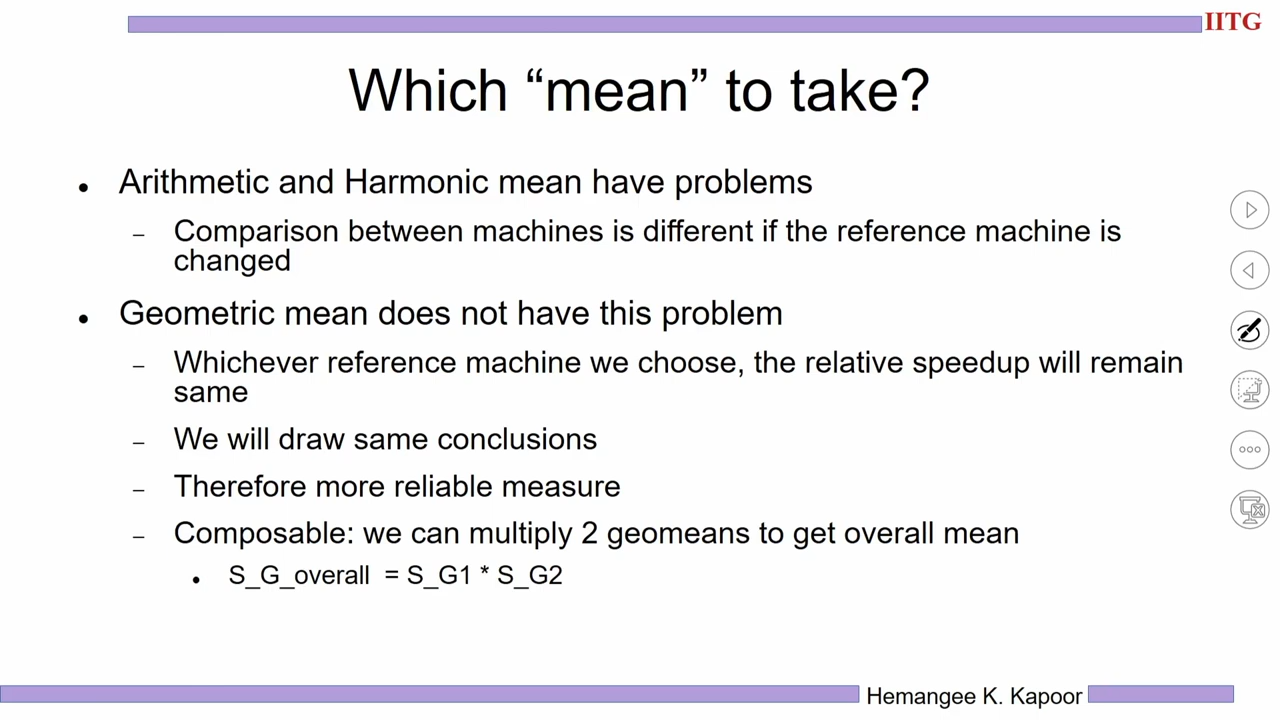 IITG
Which “mean” to take?
● Arithmetic and Harmonic mean have problems
– Comparison between machines is different if the reference machine is
changed
● Geometric mean does not have this problem
– Whichever reference machine we choose, the relative speedup will remain
same
– We will draw same conclusions
– Therefore more reliable measure
– Composable: we can multiply 2 geomeans to get overall mean
● S_G_overall = S_G1 * S_G2
Hemangee K. Kapoor